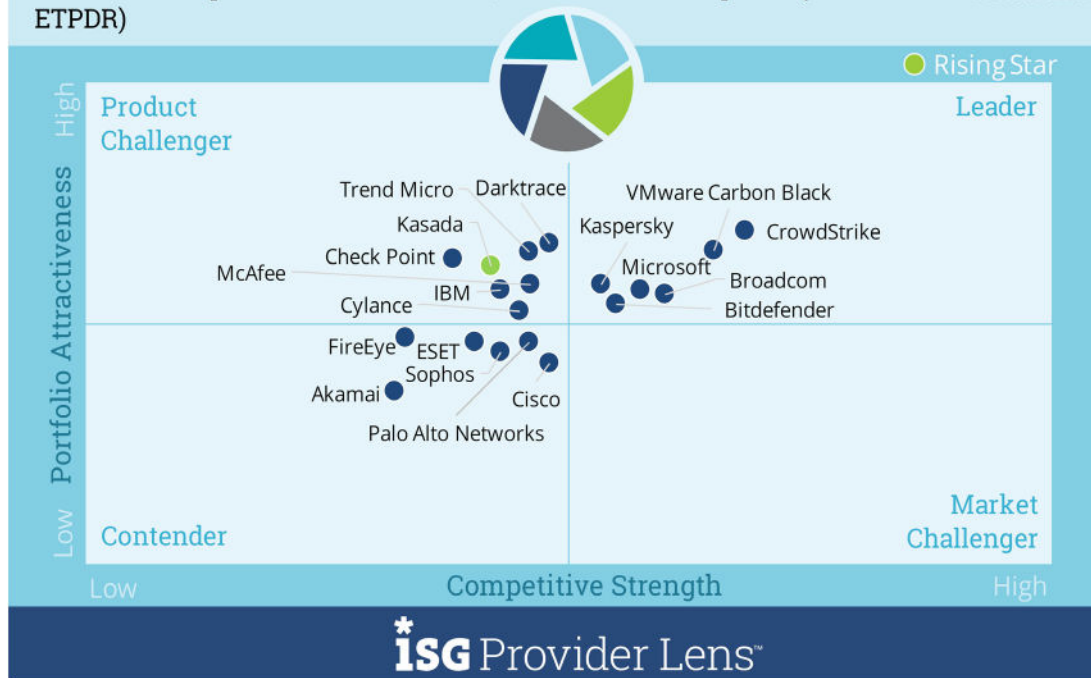 ETPDR)
Rising Star
High
Product
Challenger
Leader
Trend Micro
Darktrace
VMware Carbon Black
Kasada
Kaspersky
CrowdStrike
Check Point
McAfee
Microsoft
IBM
Broadcom
Cylance
Bitdefender
Portfolio Attractiveness
FireEye
ESET
Sophos
Akamai
Cisco
Palo Alto Networks
Low
Contender
Market
Challenger
Low
Competitive Strength
High
*ISG Provider Lens™